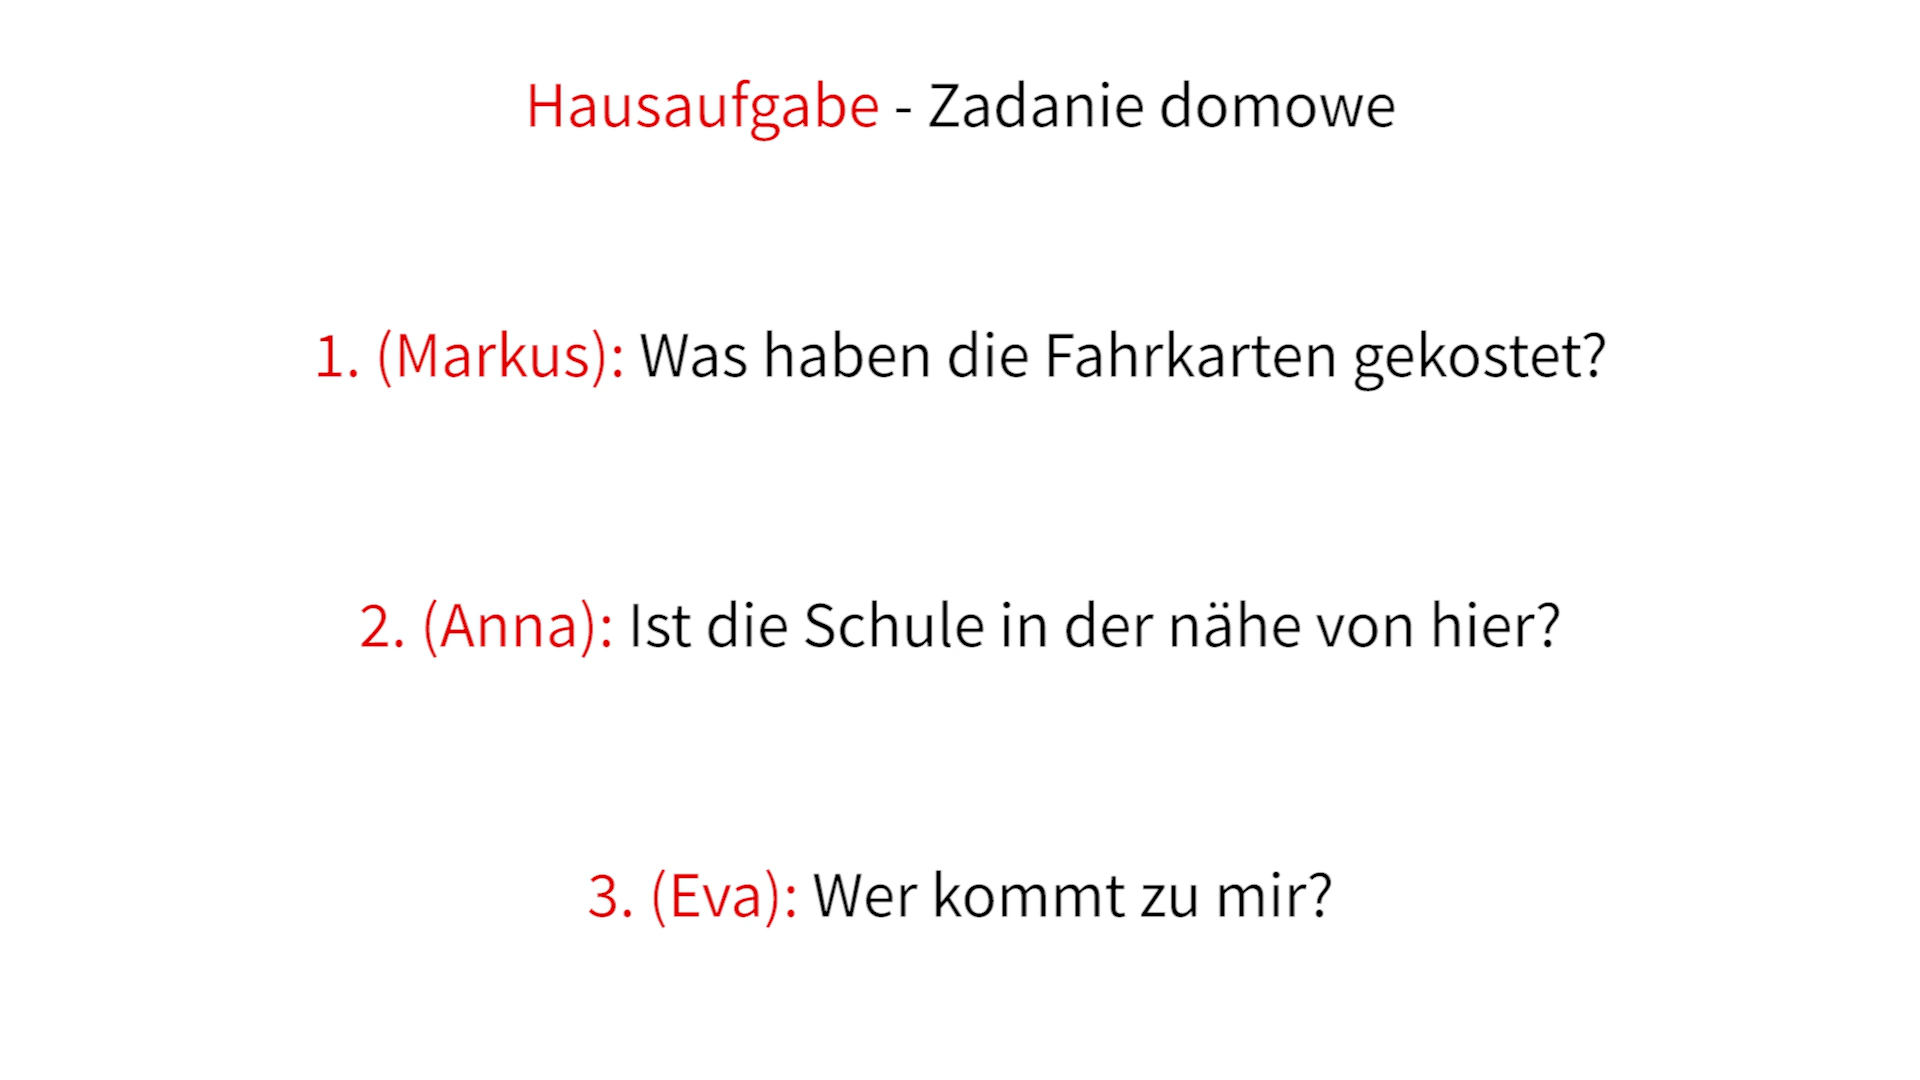 Hausaufgabe - Zadanie domowe
1. (Markus): Was haben die Fahrkarten gekostet?
2. (Anna): Ist die Schule in der nähe von hier?
3. (Eva): Wer kommt zu mir?